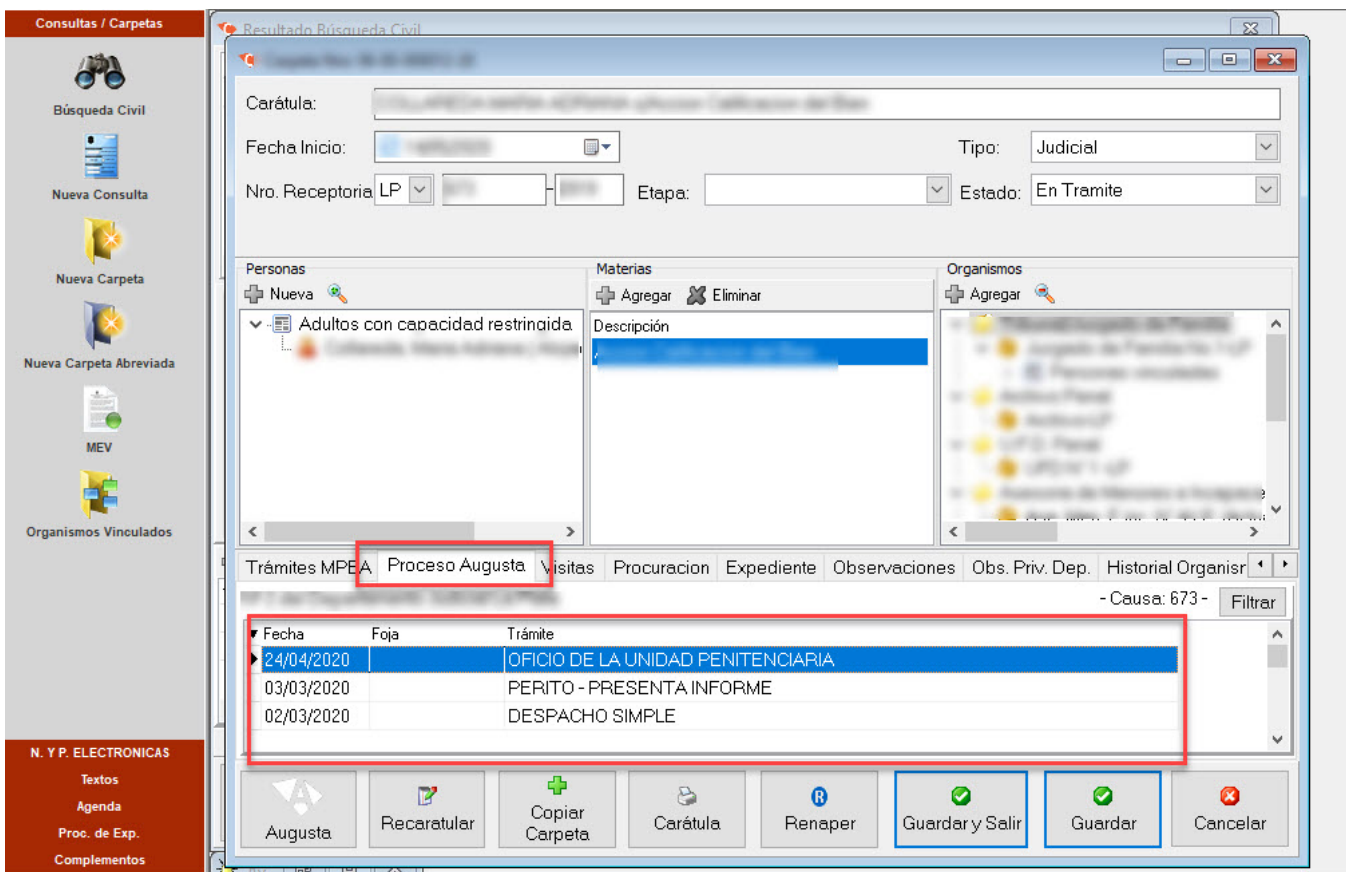 Consultas / Carpetas
Búsqueda Civil
Nueva Consulta
Nueva Carpeta
Nueva Carpeta Abreviada
MEV
Organismos Vinculados
N. Y P. ELECTRONICAS
Textos
Agenda
Proc. de Exp.
Complementos
Resultado Búsqueda Civil
Carátula:
Fecha Inicio:
Tipo: Judicial
Nro. Receptoria LP - Etapa: Estado: En Tramite
Personas Materias Organismos
Nueva Agregar Eliminar Agregar
Adultos con capacidad restringida
Descripción
Trámites MPBA Proceso Augusta Visitas Procuracion Expediente Observaciones Obs. Priv. Dep. Historial Organisr
- Causa: 673 - Filtrar
Fecha Foja Trámite
24/04/2020 OFICIO DE LA UNIDAD PENITENCIARIA
03/03/2020 PERITO - PRESENTA INFORME
02/03/2020 DESPACHO SIMPLE
Augusta Recaratular Copiar Carpeta Carátula Renaper Guardar y Salir Guardar Cancelar